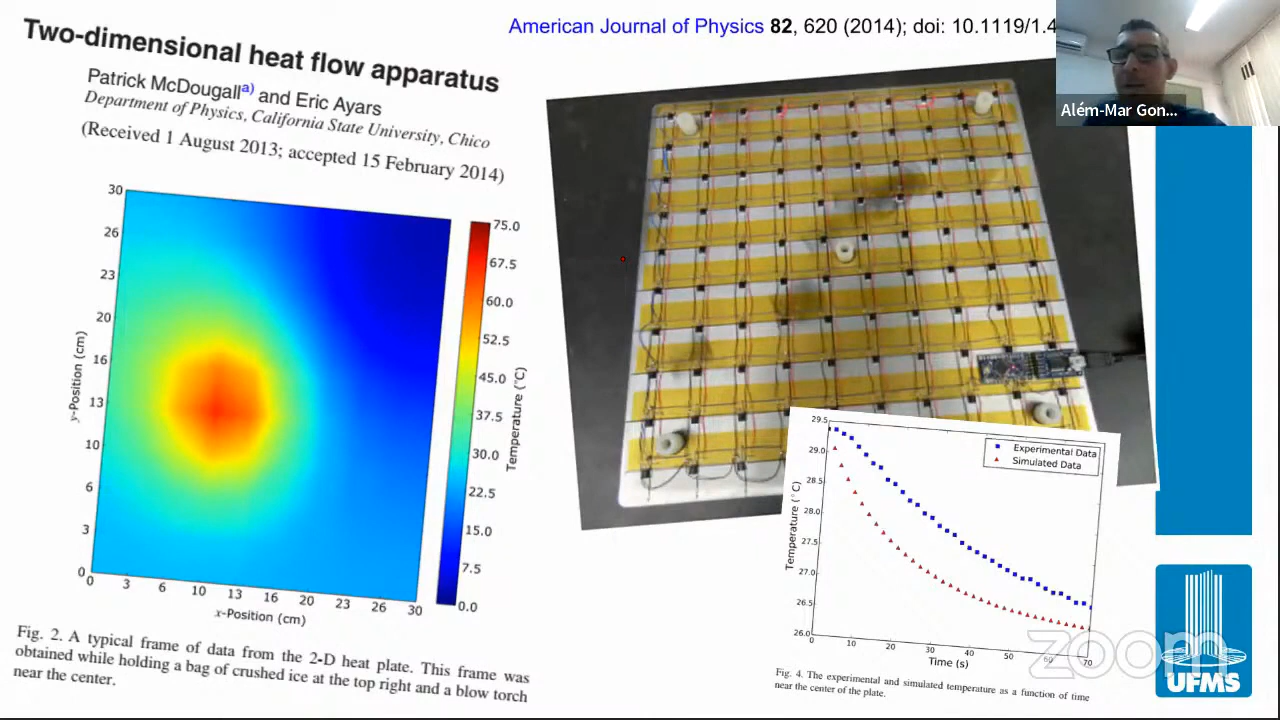 American Journal of Physics 82, 620 (2014); doi: 10.1119/1.4
Two-dimensional heat flow apparatus
Patrick McDougall a) and Eric Ayars
Department of Physics, California State University, Chico
(Received 1 August 2013; accepted 15 February 2014)
Além-Mar Gon...
30
26
23
20
16
13
10
6
3
0
y-Position (cm)
0 3 6 10 13 16 20 23 26 30
x-Position (cm)
75.0
67.5
60.0
52.5
45.0
37.5
30.0
22.5
15.0
7.5
0.0
Temperature (°C)
Fig. 2. A typical frame of data from the 2-D heat plate. This frame was
obtained while holding a bag of crushed ice at the top right and a blow torch
near the center.
29.5
29.0
28.5
28.0
27.5
27.0
26.5
26.0
Temperature (°C)
Experimental Data
Simulated Data
0 10 20 30 40 50 60 70
Time (s)
Fig. 4. The experimental and simulated temperature as a function of time
near the center of the plate.
zoom
UFMS